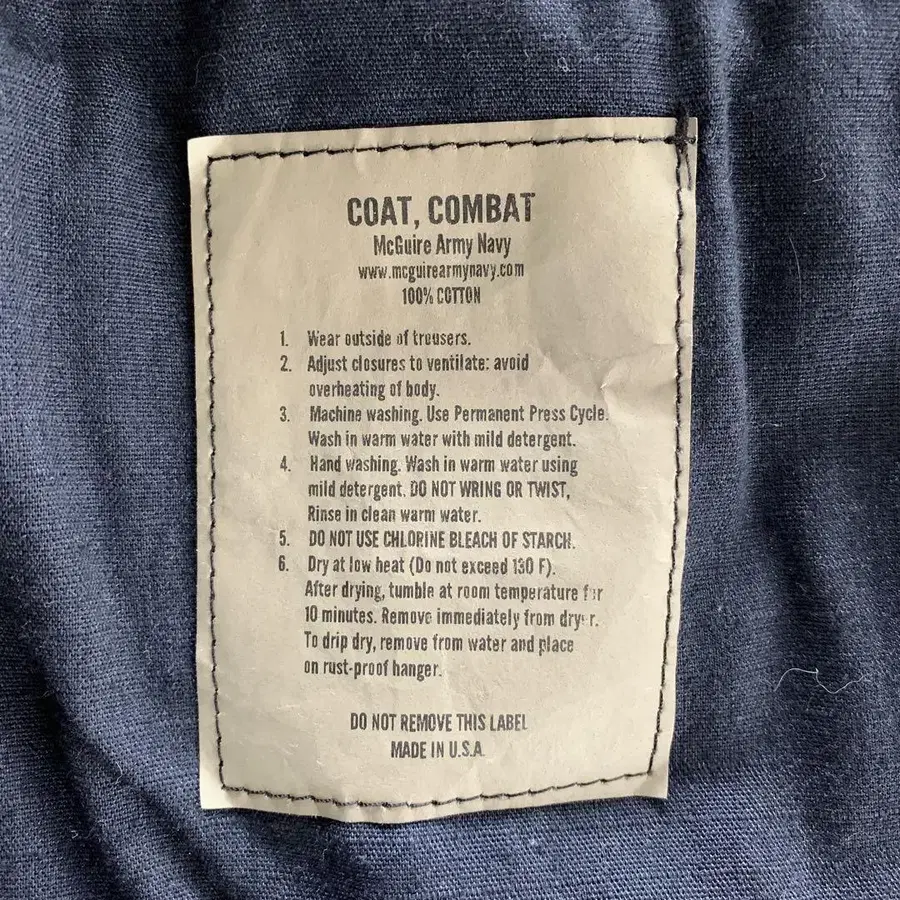 COAT, COMBAT
McGuire Army Navy
www.mcguirearmynavy.com
100% COTTON
1. Wear outside of trousers.
2. Adjust closures to ventilate: avoid
overheating of body.
3. Machine washing. Use Permanent Press Cycle.
Wash in warm water with mild detergent.
4. Hand washing. Wash in warm water using
mild detergent. DO NOT WRING OR TWIST,
Rinse in clean warm water.
5. DO NOT USE CHLORINE BLEACH OF STARCH.
6. Dry at low heat (Do not exceed 130 F).
After drying, tumble at room temperature for
10 minutes. Remove immediately from dryer.
To drip dry, remove from water and place
on rust-proof hanger.
DO NOT REMOVE THIS LABEL
MADE IN U.S.A